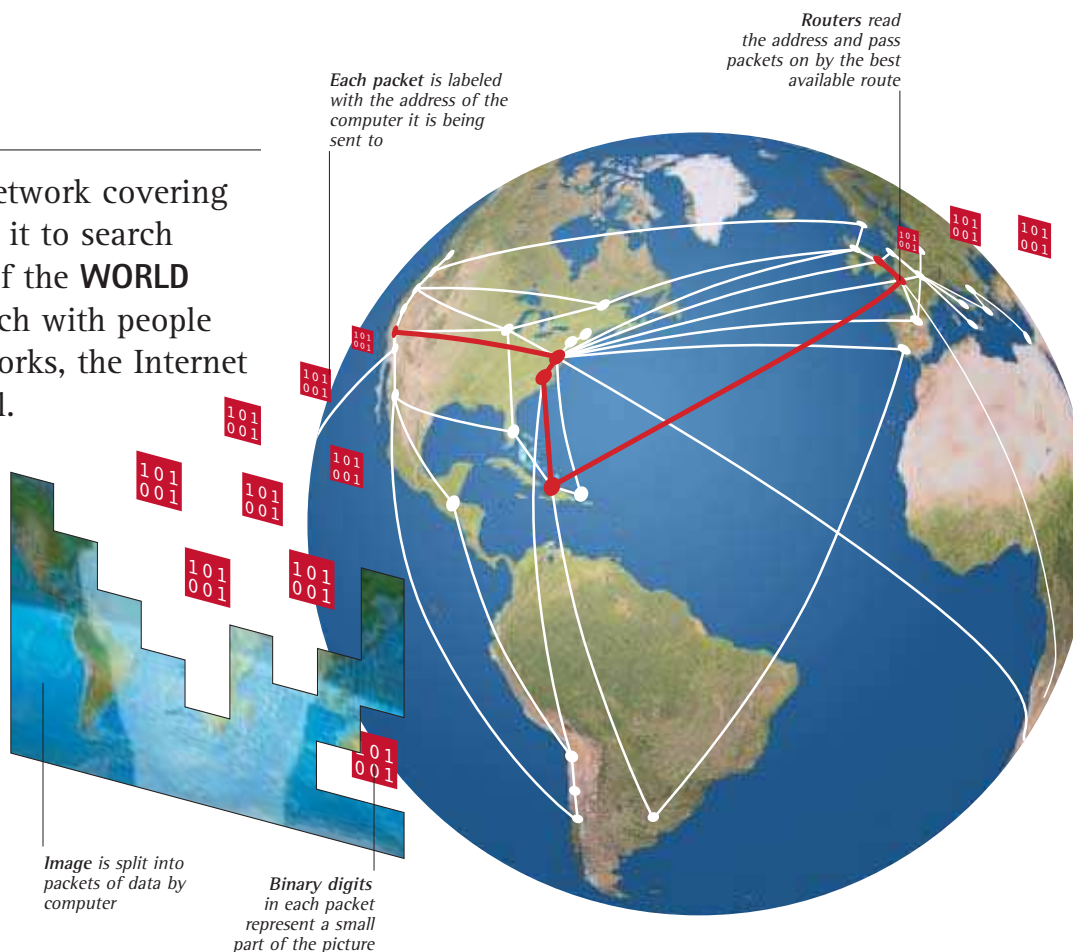 Routers read
the address and pass
packets on by the best
available route
Each packet is labeled
with the address of the
computer it is being
sent to
etwork covering
it to search
f the WORLD
ch with people
orks, the Internet
l.
101
001
101
001
101
001
101
001
101
001
101
001
101
001
101
001
101
001
101
001
101
001
101
001
Image is split into
packets of data by
computer
Binary digits
in each packet
represent a small
part of the picture